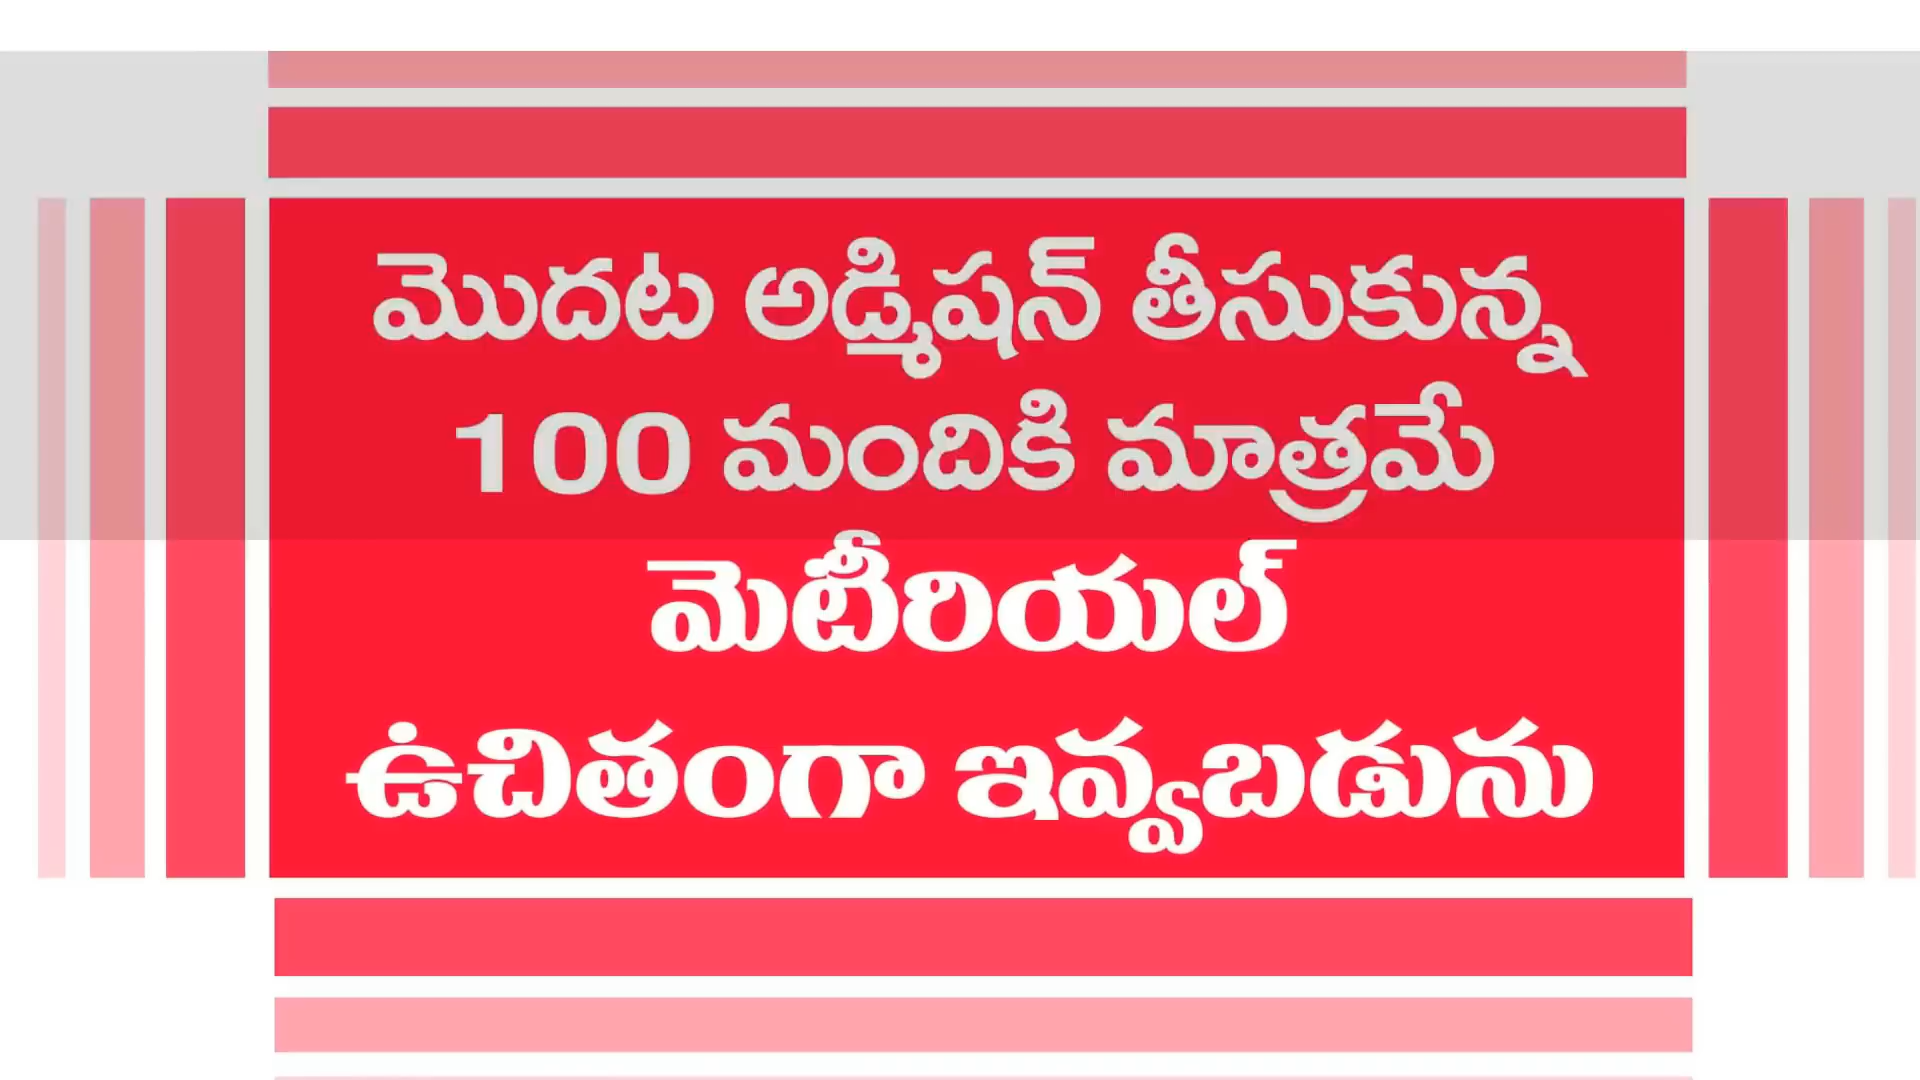 మొదట అడ్మిషన్ తీసుకున్న
100 మందికి మాత్రమే
మెటీరియల్
ఉచితంగా ఇవ్వబడును